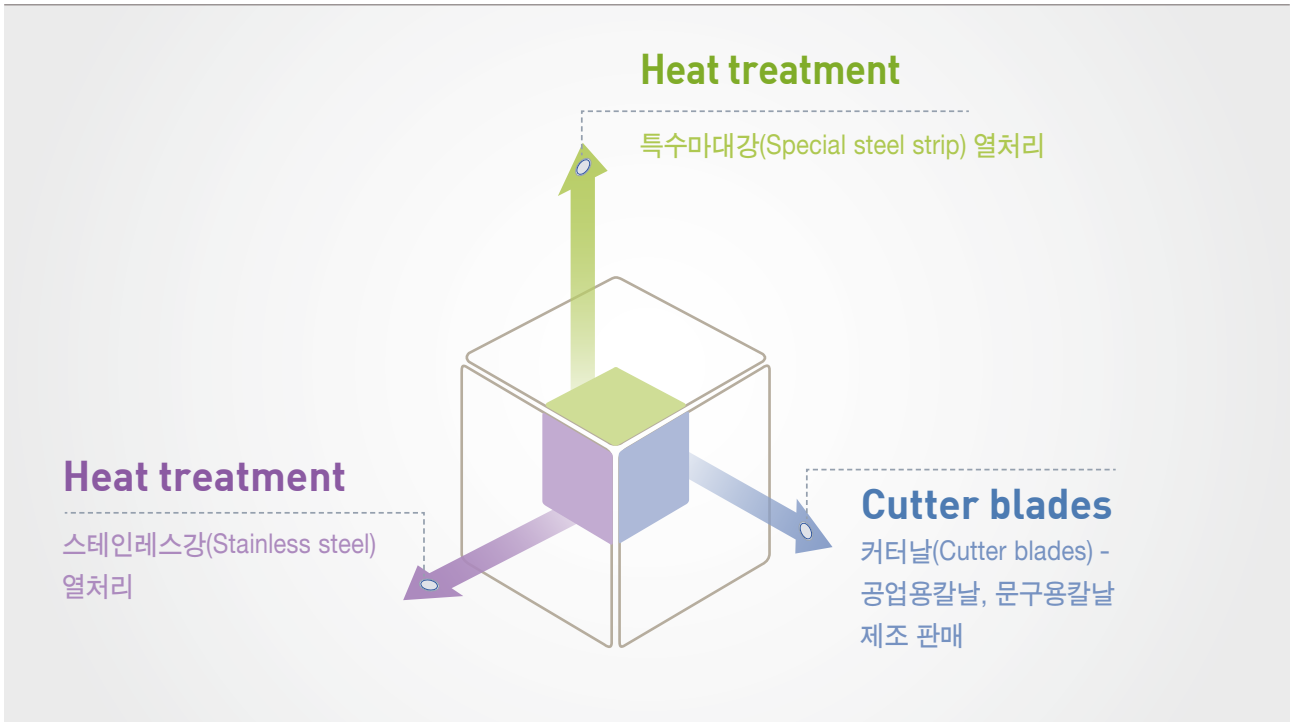 Heat treatment
특수마대강(Special steel strip) 열처리
Heat treatment
스테인레스강(Stainless steel)
열처리
Cutter blades
커터날(Cutter blades) -
공업용칼날, 문구용칼날
제조 판매